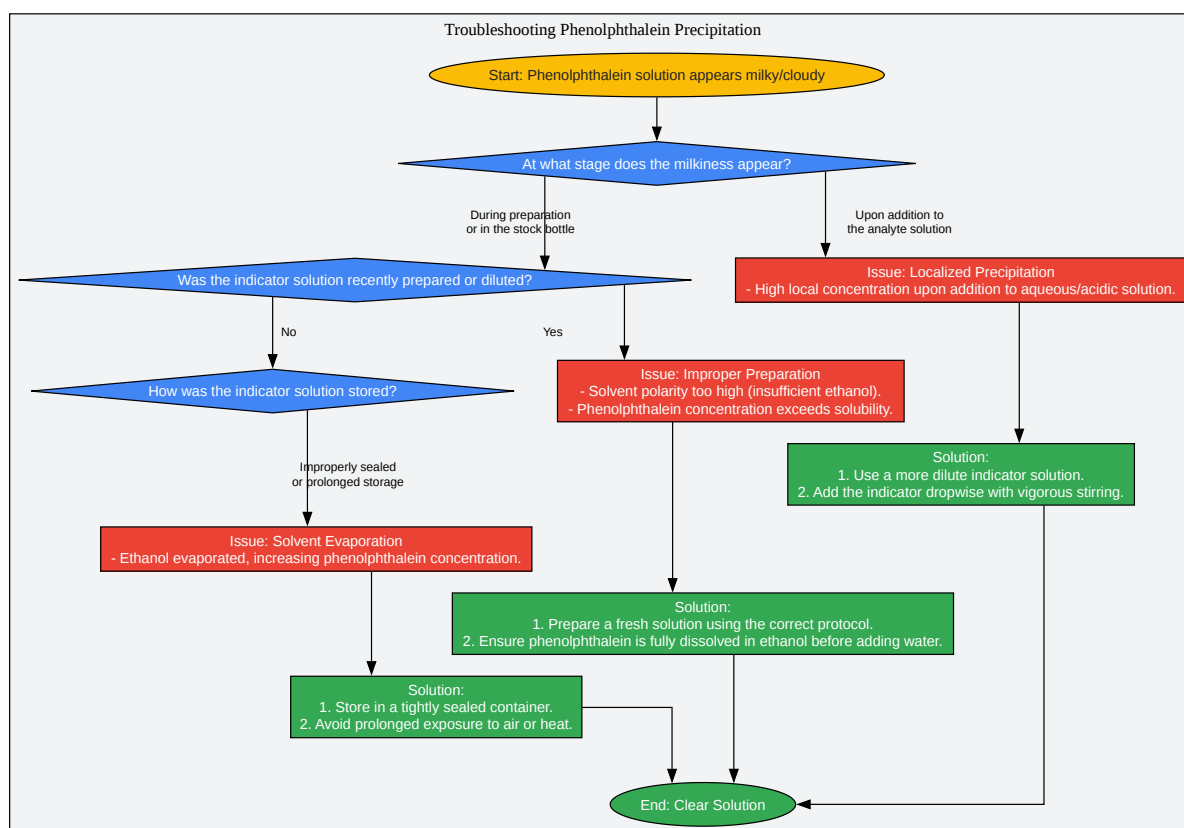 Troubleshooting Phenolphthalein Precipitation
Start: Phenolphthalein solution appears milky/cloudy
At what stage does the milkiness appear?
During preparation
or in the stock bottle
Upon addition to
the analyte solution
Was the indicator solution recently prepared or diluted?
Issue: Localized Precipitation
- High local concentration upon addition to aqueous/acidic solution.
No
Yes
How was the indicator solution stored?
Issue: Improper Preparation
- Solvent polarity too high (insufficient ethanol).
- Phenolphthalein concentration exceeds solubility.
Improperly sealed
or prolonged storage
Solution:
1. Use a more dilute indicator solution.
2. Add the indicator dropwise with vigorous stirring.
Issue: Solvent Evaporation
- Ethanol evaporated, increasing phenolphthalein concentration.
Solution:
1. Prepare a fresh solution using the correct protocol.
2. Ensure phenolphthalein is fully dissolved in ethanol before adding water.
Solution:
1. Store in a tightly sealed container.
2. Avoid prolonged exposure to air or heat.
End: Clear Solution